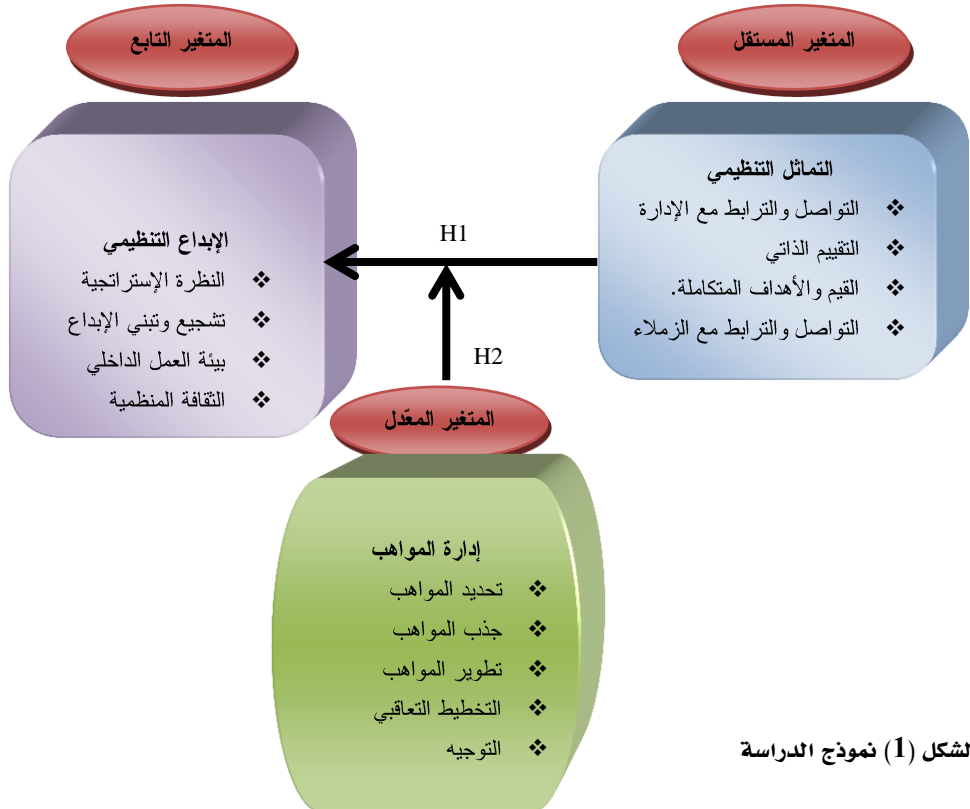 المتغير المستقل
المتغير التابع
التماثل التنظيمي
❖ التواصل والترابط مع الإدارة
❖ التقييم الذاتي
❖ القيم والأهداف المتكاملة.
❖ التواصل والترابط مع الزملاء
H1
H2
الإبداع التنظيمي
❖ النظرة الإستراتجية
❖ تشجيع وتبني الإبداع
❖ بيئة العمل الداخلي
❖ الثقافة المنظمية
المتغير المعّدل
إدارة المواهب
❖ تحديد المواهب
❖ جذب المواهب
❖ تطوير المواهب
❖ التخطيط التعاقبي
❖ التوجيه
لشكل (1) نموذج الدراسة